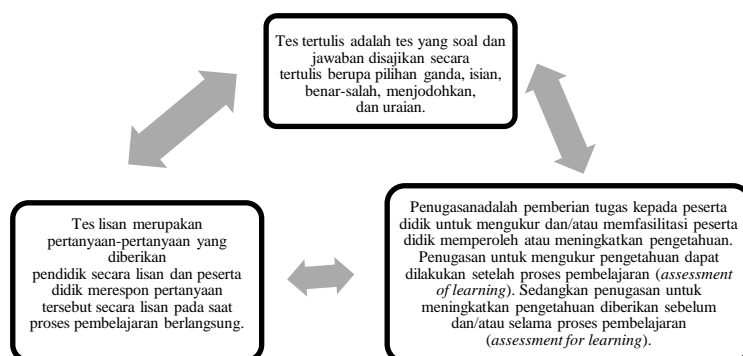 Tes tertulis adalah tes yang soal dan
jawaban disajikan secara
tertulis berupa pilihan ganda, isian,
benar-salah, menjodohkan,
dan uraian.
Tes lisan merupakan
pertanyaan-pertanyaan yang
diberikan
pendidik secara lisan dan peserta
didik merespon pertanyaan
tersebut secara lisan pada saat
proses pembelajaran berlangsung.
Penugasanadalah pemberian tugas kepada peserta
didik untuk mengukur dan/atau memfasilitasi peserta
didik memperoleh atau meningkatkan pengetahuan.
Penugasan untuk mengukur pengetahuan dapat
dilakukan setelah proses pembelajaran (assessment
of learning). Sedangkan penugasan untuk
meningkatkan pengetahuan diberikan sebelum
dan/atau selama proses pembelajaran
(assessment for learning).